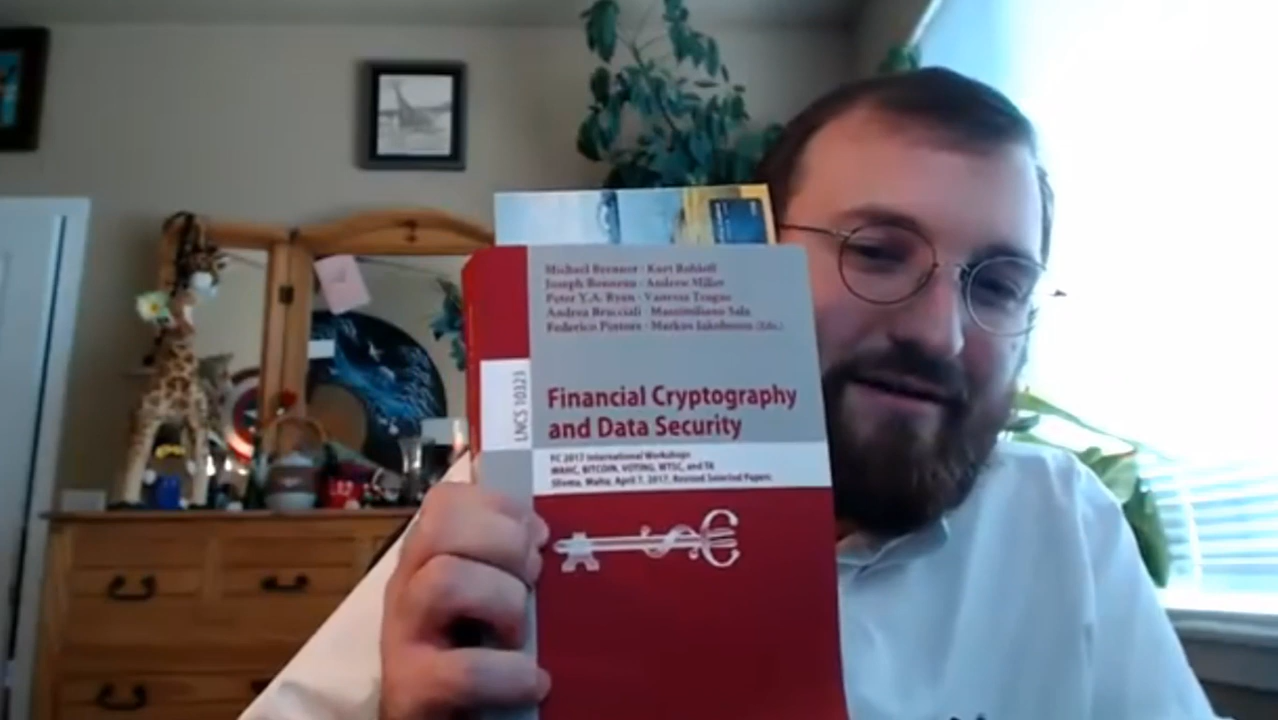 Michael Brenner · Kurt Rohloff
Joseph Bonneau · Andrew Miller
Peter Y.A. Ryan · Vanessa Teague
Andrea Bracciali · Massimiliano Sala
Federico Pintore · Markus Jakobsson (Eds.)
LNCS 10323
Financial Cryptography
and Data Security
FC 2017 International Workshops
WAHC, BITCOIN, VOTING, WTSC, and TA
Sliema, Malta, April 7, 2017, Revised Selected Papers